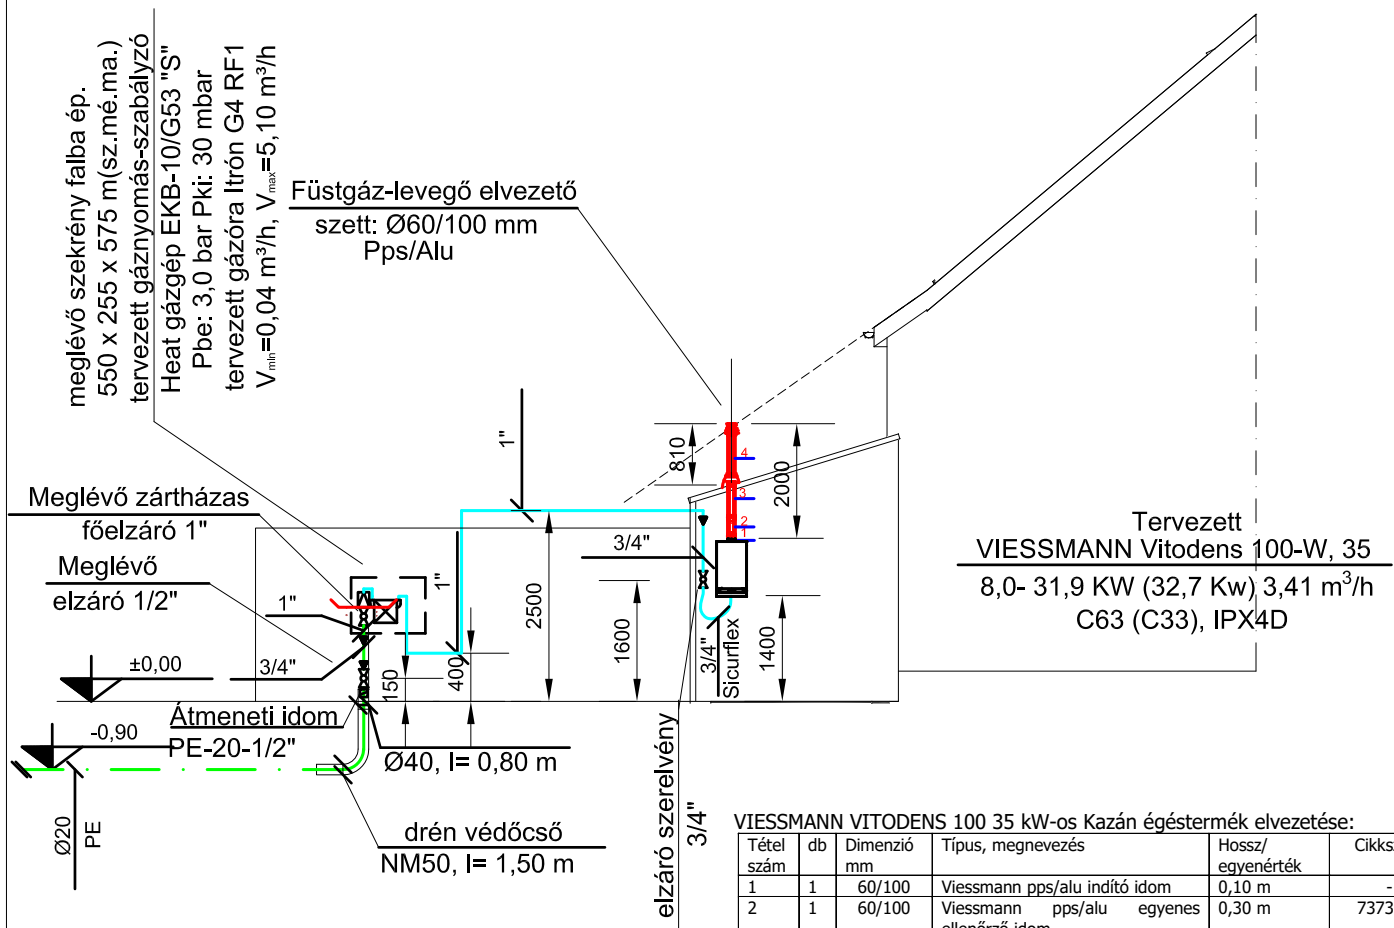 meglévő szekrény falba ép.
550 x 255 x 575 m(sz.mé.ma.)
tervezett gáznyomás-szabályzó
Heat gázgép EKB-10/G53 "S"
Pbe: 3,0 bar Pki: 30 mbar
tervezett gázóra Itrón G4 RF1
Vmin=0,04 m³/h, Vmax=5,10 m³/h
Füstgáz-levegő elvezető
szett: Ø60/100 mm
Pps/Alu
1"
810
2000
4
3
2
1
Meglévő zártházas
főelzáró 1"
Meglévő
elzáró 1/2"
1"
3/4"
1"
2500
3/4"
1600
3/4"
Sicurflex
1400
Tervezett
VIESSMANN Vitodens 100-W, 35
8,0- 31,9 KW (32,7 Kw) 3,41 m³/h
C63 (C33), IPX4D
±0,00
150
400
Átmeneti idom
PE-20-1/2"
-0,90
Ø40, l= 0,80 m
Ø20
PE
drén védőcső
NM50, l= 1,50 m
elzáró szerelvény
3/4"
VIESSMANN VITODENS 100 35 kW-os Kazán égéstermék elvezetése:
Tétel szám db Dimenzió mm Típus, megnevezés Hossz/ egyenérték
1 1 60/100 Viessmann pps/alu indító idom 0,10 m -
2 1 60/100 Viessmann pps/alu egyenes 0,30 m 7373